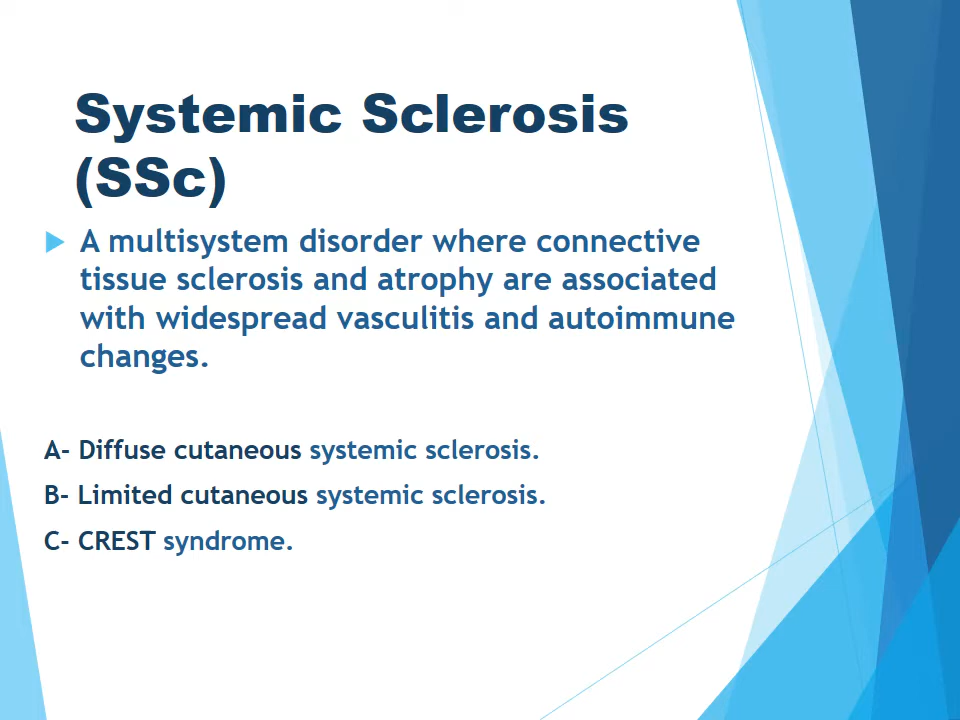 Systemic Sclerosis
(SSc)
A multisystem disorder where connective
tissue sclerosis and atrophy are associated
with widespread vasculitis and autoimmune
changes.
A- Diffuse cutaneous systemic sclerosis.
B- Limited cutaneous systemic sclerosis.
C- CREST syndrome.